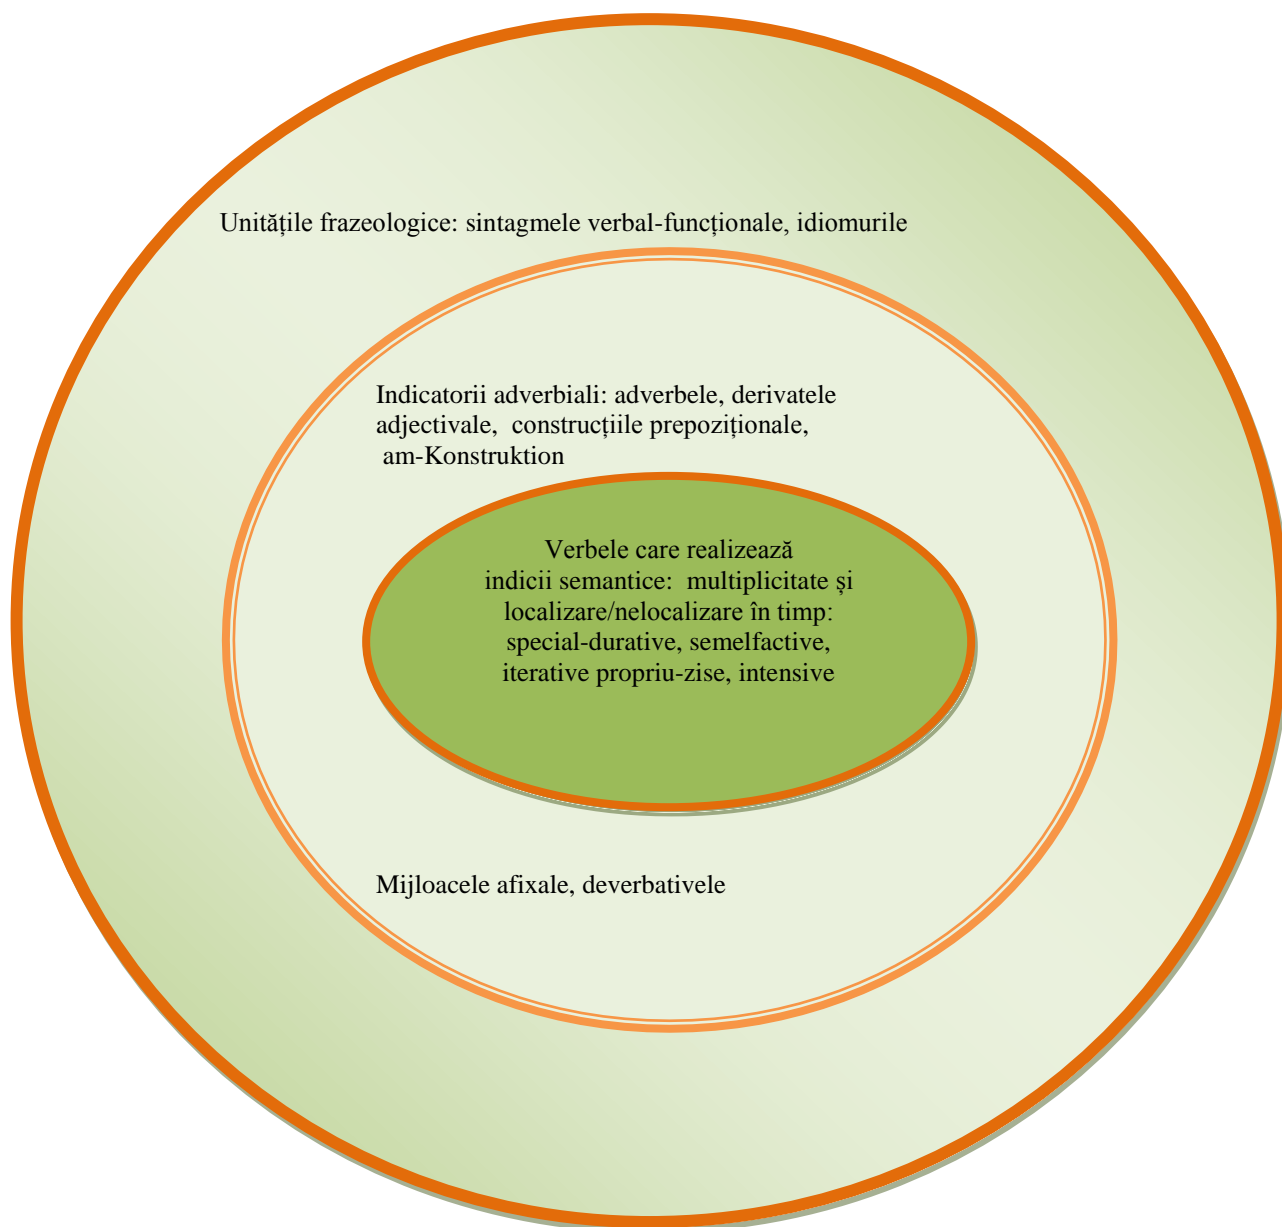 Unitățile frazeologice: sintagmele verbal-funcționale, idiomurile
Indicatorii adverbiali: adverbele, derivatele
adjectivale, construcțiile prepoziționale,
am-Konstruktion
Verbele care realizează
indicii semantice: multiplicitate și
localizare/nelocalizare în timp:
special-durative, semelfactive,
iterative propriu-zise, intensive
Mijloacele afixale, deverbativele